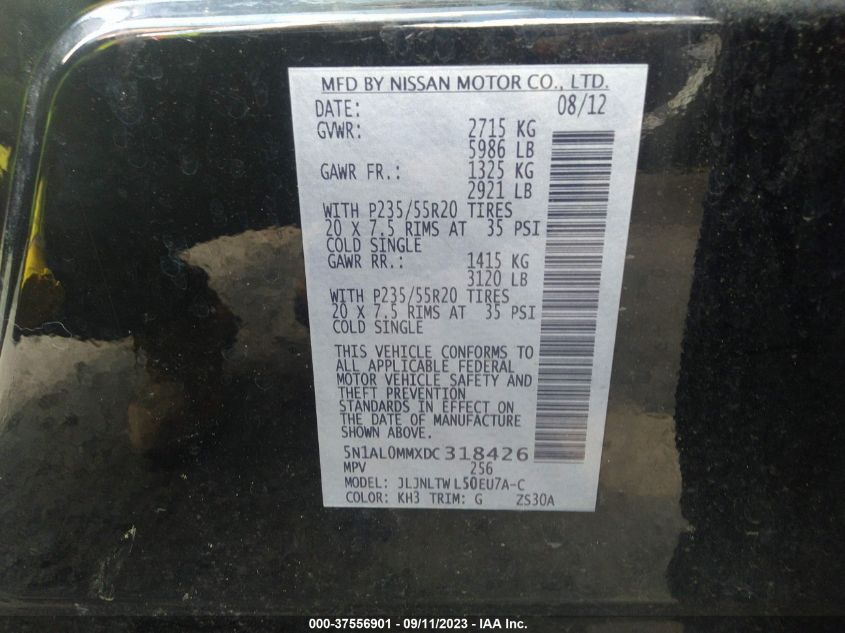 MFD BY NISSAN MOTOR CO., LTD.
DATE: 08/12
GVWR: 2715 KG
5986 LB
GAWR FR.: 1325 KG
2921 LB
WITH P235/55R20 TIRES
20 X 7.5 RIMS AT 35 PSI
COLD SINGLE
GAWR RR.: 1415 KG
3120 LB
WITH P235/55R20 TIRES
20 X 7.5 RIMS AT 35 PSI
COLD SINGLE
THIS VEHICLE CONFORMS TO
ALL APPLICABLE FEDERAL
MOTOR VEHICLE SAFETY AND
THEFT PREVENTION
STANDARDS IN EFFECT ON
THE DATE OF MANUFACTURE
SHOWN ABOVE.
5N1AL0MMXDC318426
MPV 256
MODEL: JLJNLTWL50EU7A-C
COLOR: KH3 TRIM: G ZS30A
000-37556901 - 09/11/2023 - IAA Inc.